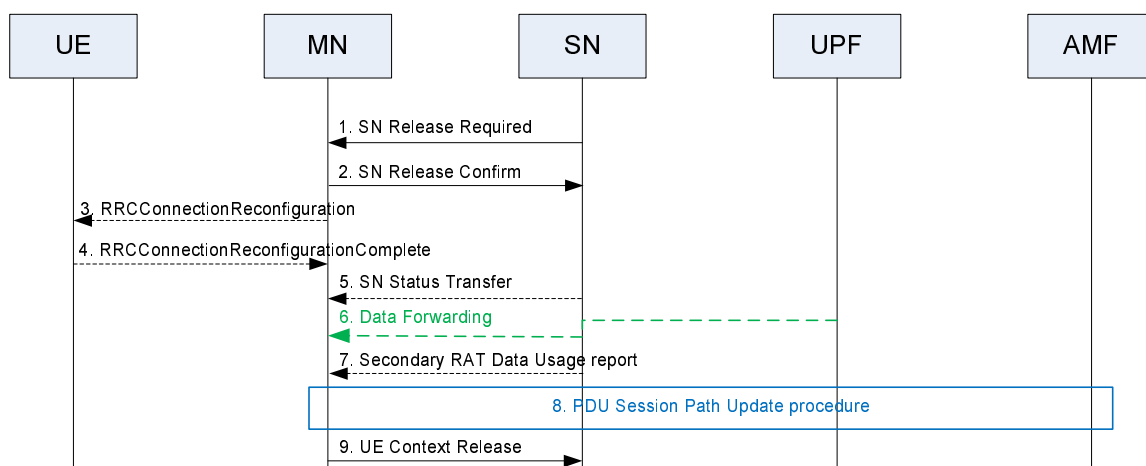 UE
MN
SN
UPF
AMF
1. SN Release Required
2. SN Release Confirm
3. RRCConnectionReconfiguration
4. RRCConnectionReconfigurationComplete
5. SN Status Transfer
6. Data Forwarding
7. Secondary RAT Data Usage report
8. PDU Session Path Update procedure
9. UE Context Release